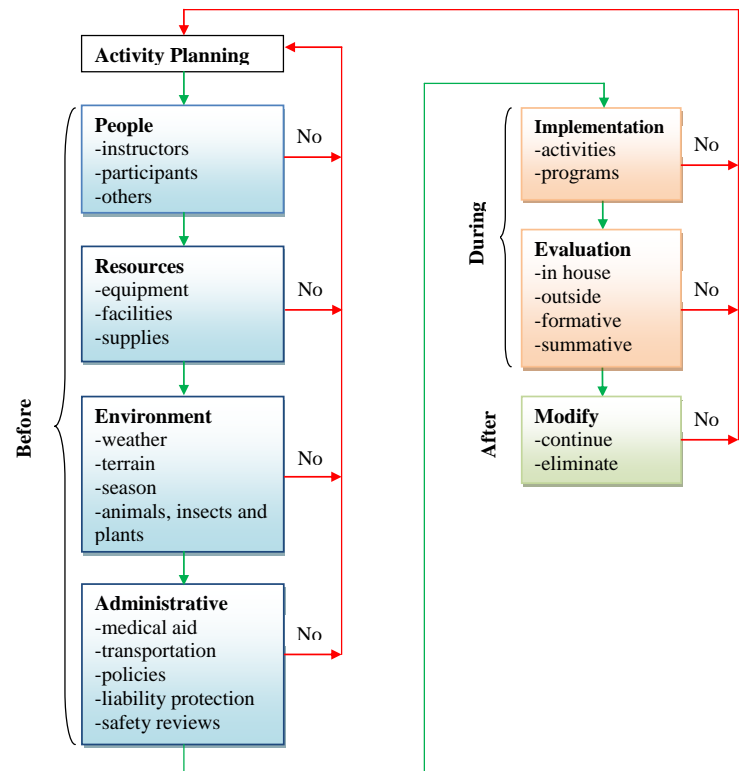 Activity Planning
Before
People
-instructors
-participants
-others
No
Resources
-equipment
-facilities
-supplies
No
Environment
-weather
-terrain
-season
-animals, insects and
plants
No
Administrative
-medical aid
-transportation
-policies
-liability protection
-safety reviews
No
During
Implementation
-activities
-programs
No
Evaluation
-in house
-outside
-formative
-summative
No
After
Modify
-continue
-eliminate
No